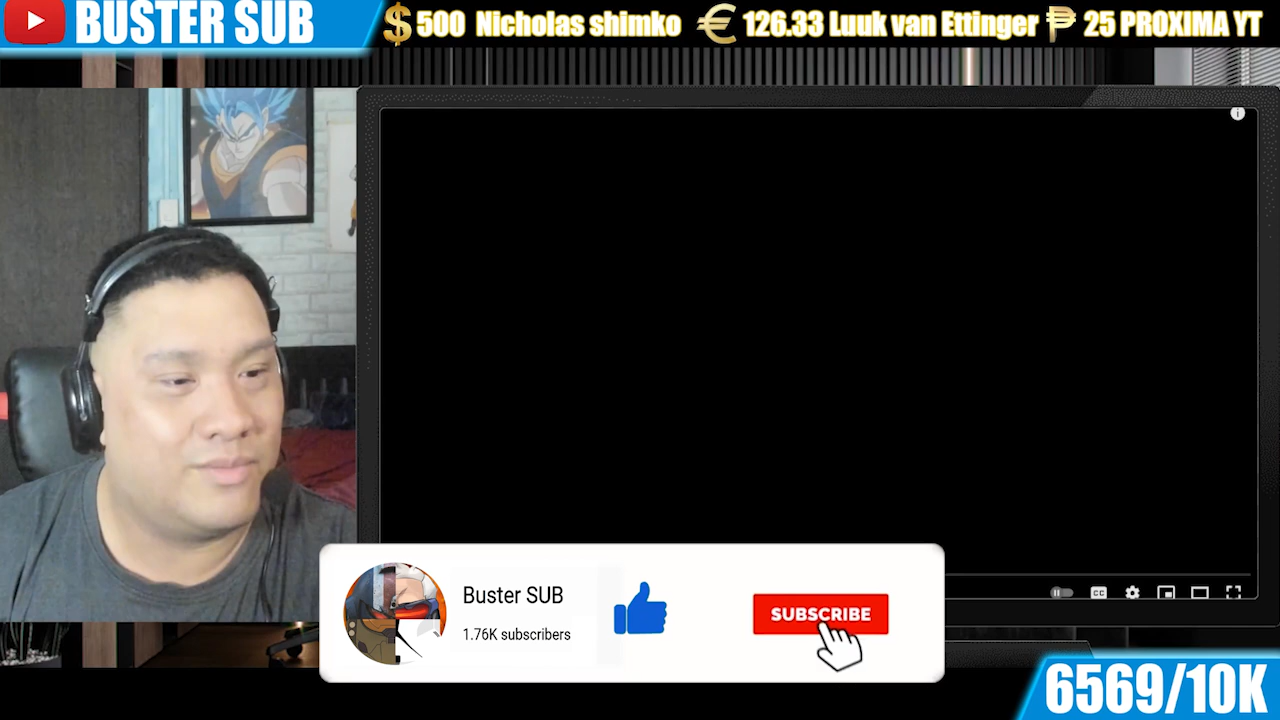 BUSTER SUB
$ 500 Nicholas shimko € 126.33 Luuk van Ettinger ₱ 25 PROXIMA YT
CC
Buster SUB
1.76K subscribers
SUBSCRIBE
6569/10K